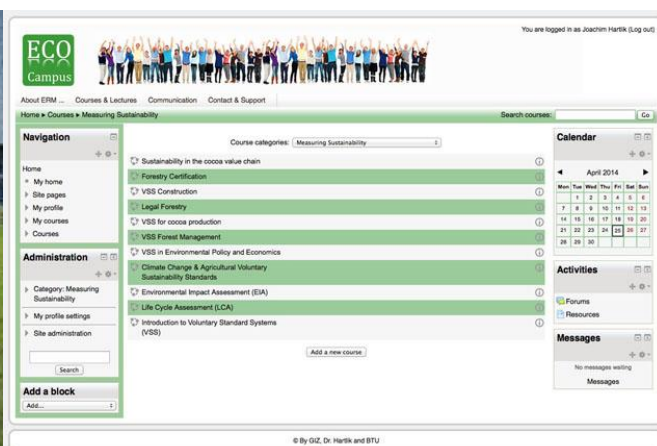 You are logged in as Joachim Hartlik (Log out)
ECO
Campus
About ERM ... Courses & Lectures Communication Contact & Support
Home ▸ Courses ▸ Measuring Sustainability
Search courses: Go
Navigation
Home
My home
Site pages
My profile
My courses
Courses
Administration
Category: Measuring
Sustainability
My profile settings
Site administration
Search
Add a block
Add...
Course categories: Measuring Sustainability
Sustainability in the cocoa value chain
Forestry Certification
VSS Construction
Legal Forestry
VSS for cocoa production
VSS Forest Management
VSS in Environmental Policy and Economics
Climate Change & Agricultural Voluntary
Sustainability Standards
Environmental Impact Assessment (EIA)
Life Cycle Assessment (LCA)
Introduction to Voluntary Standard Systems
(VSS)
Add a new course
Calendar
◄ April 2014 ►
Mon Tue Wed Thu Fri Sat Sun
1 2 3 4 5 6
7 8 9 10 11 12 13
14 15 16 17 18 19 20
21 22 23 24 25 26 27
28 29 30
Activities
Forums
Resources
Messages
No messages waiting
Messages
© By GIZ, Dr. Hartlik and BTU